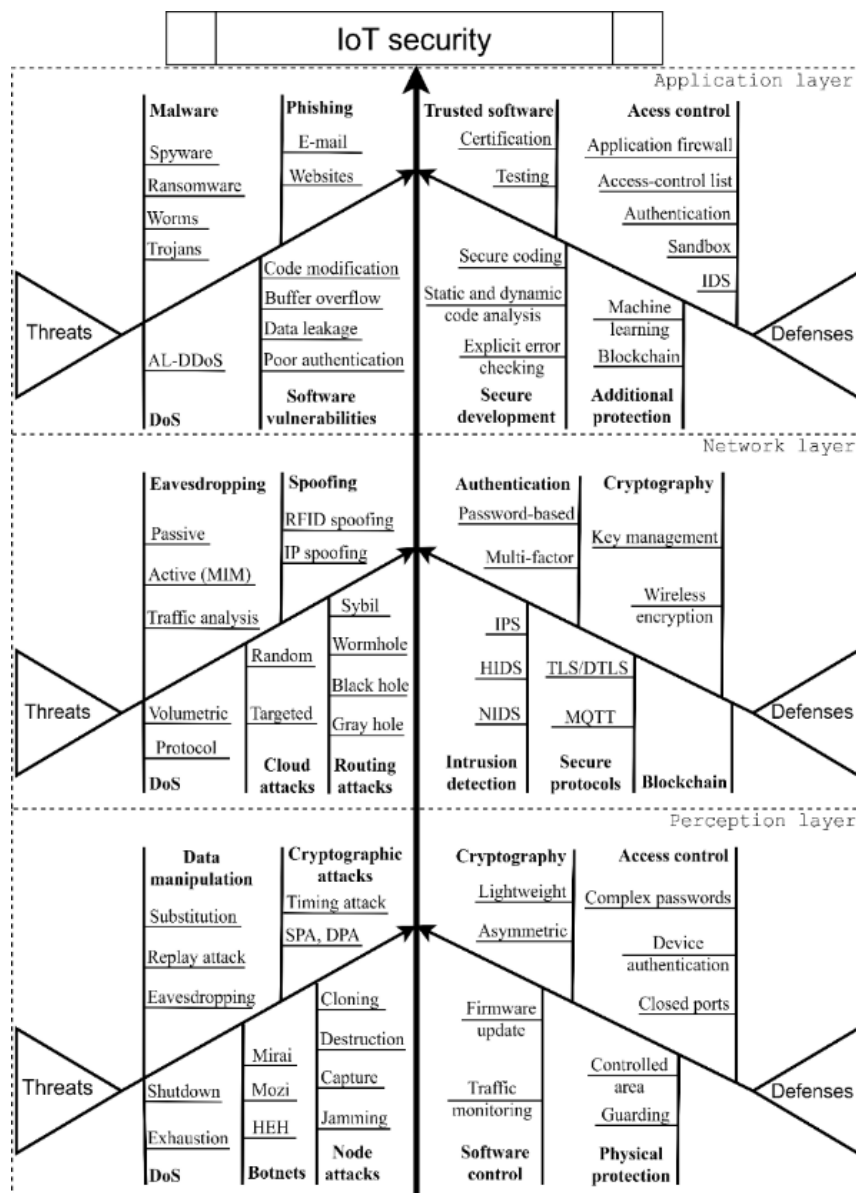 IoT security
Application layer
Malware
Spyware
Ransomware
Worms
Trojans
Phishing
E-mail
Websites
Trusted software
Certification
Testing
Acess control
Application firewall
Access-control list
Authentication
Sandbox
IDS
Threats
AL-DDoS
DoS
Code modification
Buffer overflow
Data leakage
Poor authentication
Software
vulnerabilities
Secure coding
Static and dynamic
code analysis
Explicit error
checking
Secure
development
Machine
learning
Blockchain
Additional
protection
Defenses
Network layer
Eavesdropping
Passive
Active (MIM)
Traffic analysis
Spoofing
RFID spoofing
IP spoofing
Authentication
Password-based
Multi-factor
Cryptography
Key management
Wireless
encryption
Threats
Volumetric
Protocol
DoS
Random
Targeted
Cloud
attacks
Sybil
Wormhole
Black hole
Gray hole
Routing
attacks
IPS
HIDS
NIDS
Intrusion
detection
TLS/DTLS
MQTT
Secure
protocols
Blockchain
Defenses
Perception layer
Data
manipulation
Substitution
Replay attack
Eavesdropping
Cryptographic
attacks
Timing attack
SPA, DPA
Cryptography
Lightweight
Asymmetric
Access control
Complex passwords
Device
authentication
Closed ports
Threats
Shutdown
Exhaustion
DoS
Mirai
Mozi
HEH
Botnets
Cloning
Destruction
Capture
Jamming
Node
attacks
Firmware
update
Traffic
monitoring
Software
control
Controlled
area
Guarding
Physical
protection
Defenses